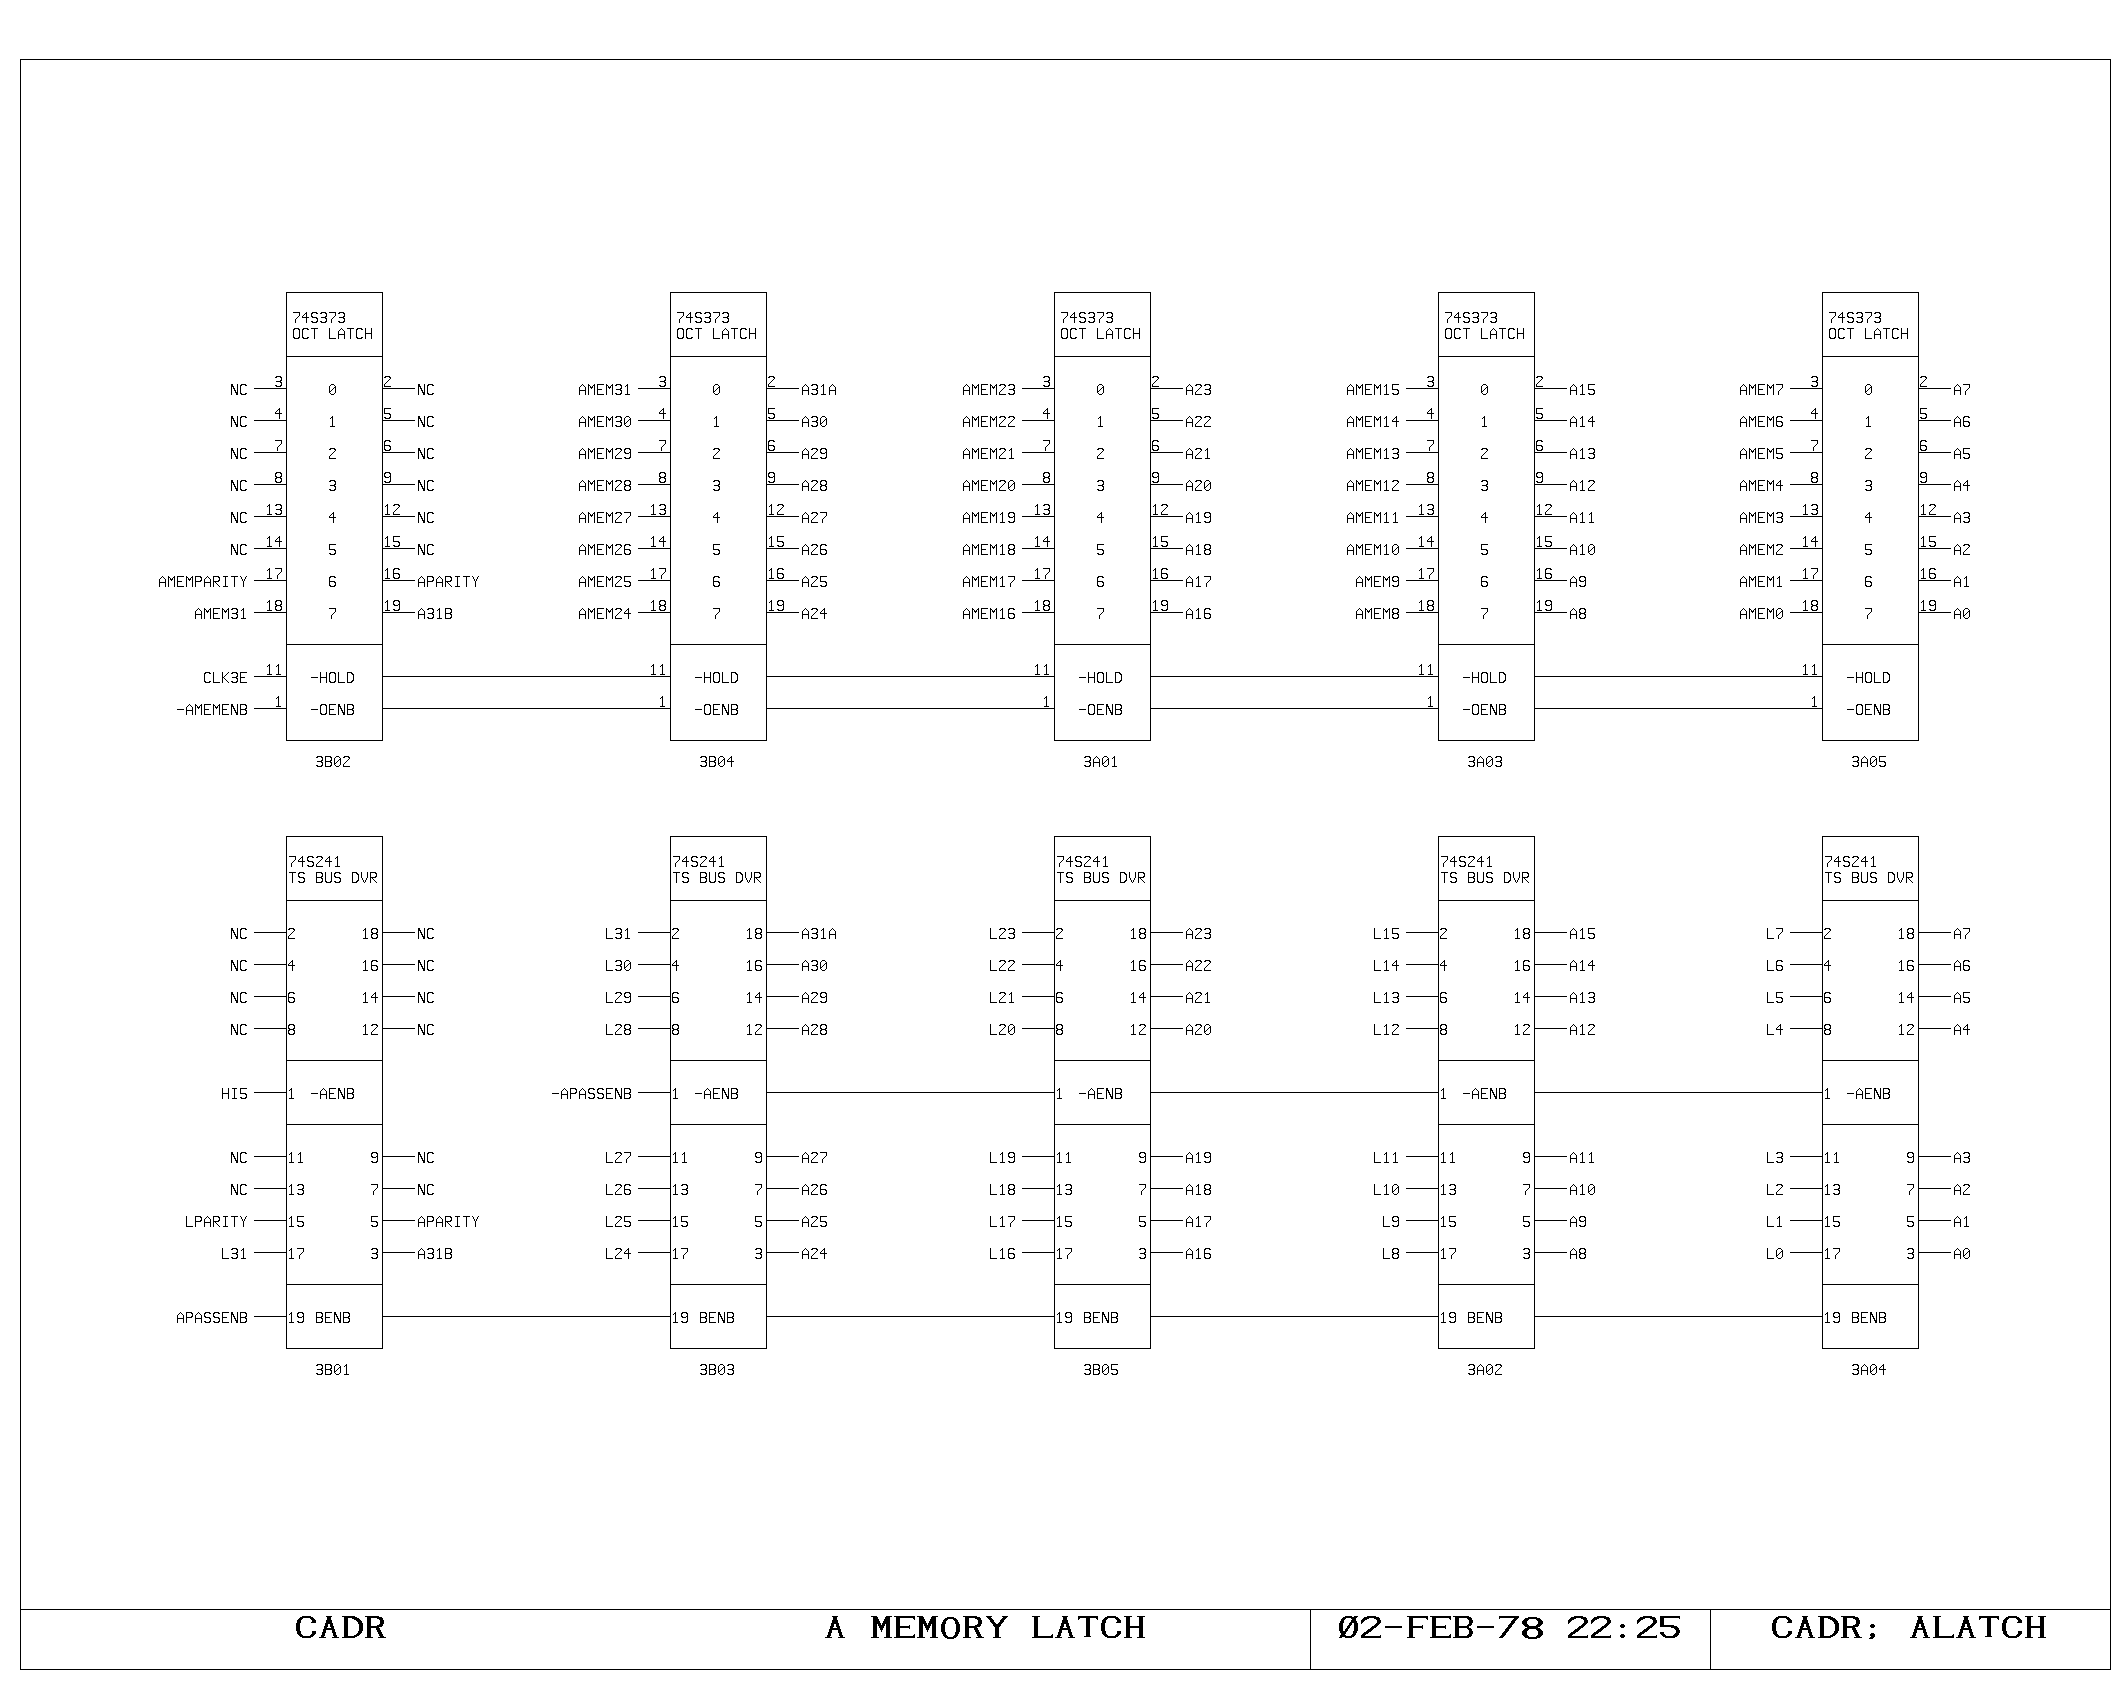 74S373 74S373 74S373 74S373 74S373
OCT LATCH OCT LATCH OCT LATCH OCT LATCH OCT LATCH
NC 3 0 2 NC AMEM31 3 0 2 A31A AMEM23 3 0 2 A23 AMEM15 3 0 2 A15 AMEM7 3 0 2 A7
NC 4 1 5 NC AMEM30 4 1 5 A30 AMEM22 4 1 5 A22 AMEM14 4 1 5 A14 AMEM6 4 1 5 A6
NC 7 2 6 NC AMEM29 7 2 6 A29 AMEM21 7 2 6 A21 AMEM13 7 2 6 A13 AMEM5 7 2 6 A5
NC 8 3 9 NC AMEM28 8 3 9 A28 AMEM20 8 3 9 A20 AMEM12 8 3 9 A12 AMEM4 8 3 9 A4
NC 13 4 12 NC AMEM27 13 4 12 A27 AMEM19 13 4 12 A19 AMEM11 13 4 12 A11 AMEM3 13 4 12 A3
NC 14 5 15 NC AMEM26 14 5 15 A26 AMEM18 14 5 15 A18 AMEM10 14 5 15 A10 AMEM2 14 5 15 A2
AMEMPARITY 17 6 16 APARITY AMEM25 17 6 16 A25 AMEM17 17 6 16 A17 AMEM9 17 6 16 A9 AMEM1 17 6 16 A1
AMEM31 18 7 19 A31B AMEM24 18 7 19 A24 AMEM16 18 7 19 A16 AMEM8 18 7 19 A8 AMEM0 18 7 19 A0
CLK3E 11 -HOLD 11 -HOLD 11 -HOLD 11 -HOLD 11 -HOLD
-AMEMENB 1 -OENB 1 -OENB 1 -OENB 1 -OENB 1 -OENB
3B02 3B04 3A01 3A03 3A05
74S241 74S241 74S241 74S241 74S241
TS BUS DVR TS BUS DVR TS BUS DVR TS BUS DVR TS BUS DVR
NC 2 18 NC L31 2 18 A31A L23 2 18 A23 L15 2 18 A15 L7 2 18 A7
NC 4 16 NC L30 4 16 A30 L22 4 16 A22 L14 4 16 A14 L6 4 16 A6
NC 6 14 NC L29 6 14 A29 L21 6 14 A21 L13 6 14 A13 L5 6 14 A5
NC 8 12 NC L28 8 12 A28 L20 8 12 A20 L12 8 12 A12 L4 8 12 A4
HI5 1 -AENB -APASSENB 1 -AENB 1 -AENB 1 -AENB 1 -AENB
NC 11 9 NC L27 11 9 A27 L19 11 9 A19 L11 11 9 A11 L3 11 9 A3
NC 13 7 NC L26 13 7 A26 L18 13 7 A18 L10 13 7 A10 L2 13 7 A2
LPARITY 15 5 APARITY L25 15 5 A25 L17 15 5 A17 L9 15 5 A9 L1 15 5 A1
L31 17 3 A31B L24 17 3 A24 L16 17 3 A16 L8 17 3 A8 L0 17 3 A0
APASSENB 19 BENB 19 BENB 19 BENB 19 BENB 19 BENB
3B01 3B03 3B05 3A02 3A04
CADR A MEMORY LATCH 02-FEB-78 22:25 CADR; ALATCH